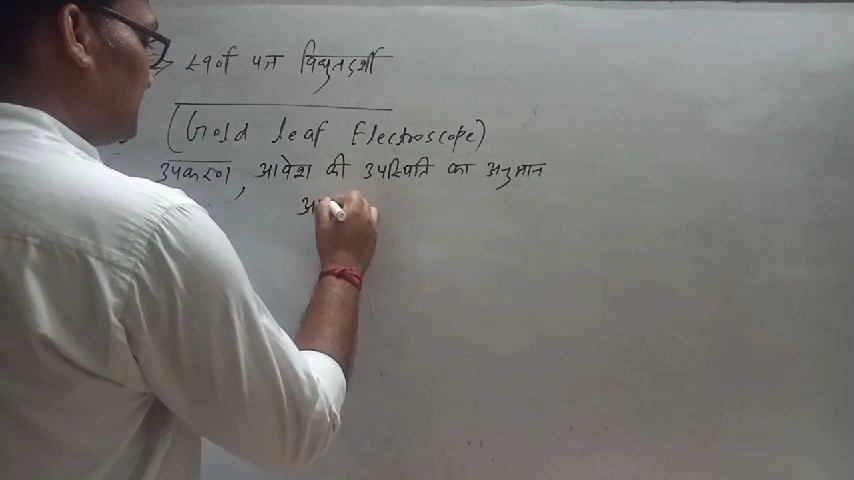 → स्वर्ण पत्र विद्युतदर्शी
(Gold leaf Electroscope)
उपकरण, आवेश की उपस्थिति का अनुमान